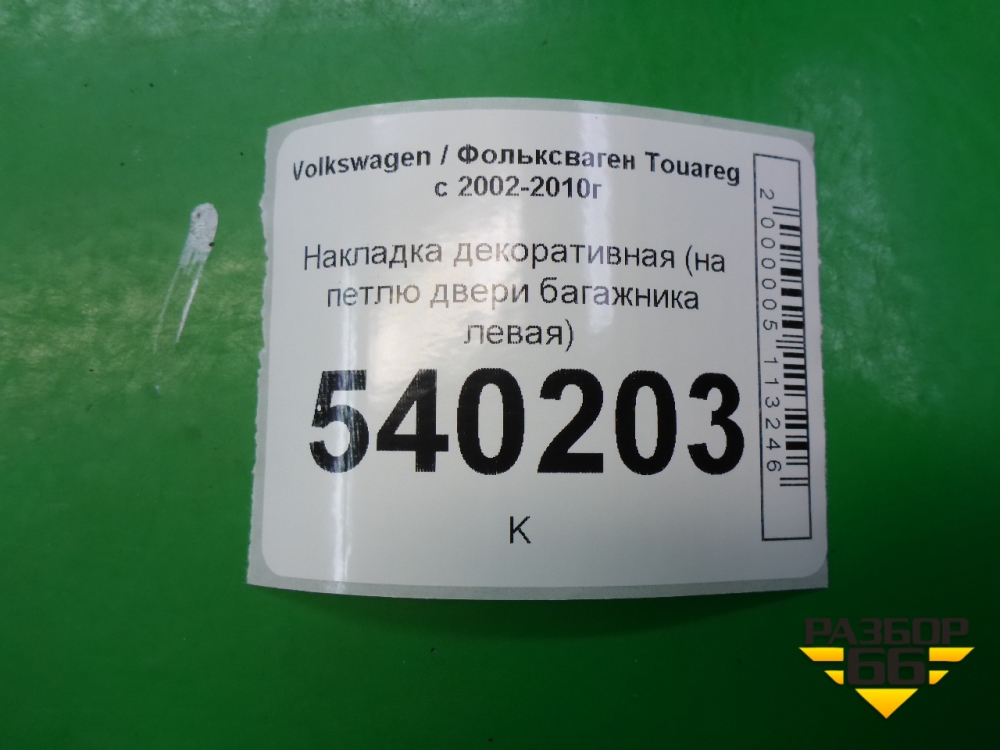 Volkswagen / Фольксваген Touareg
с 2002-2010г
Накладка декоративная (на
петлю двери багажника
левая)
540203
К
2000005113246
РАЗБОР
66